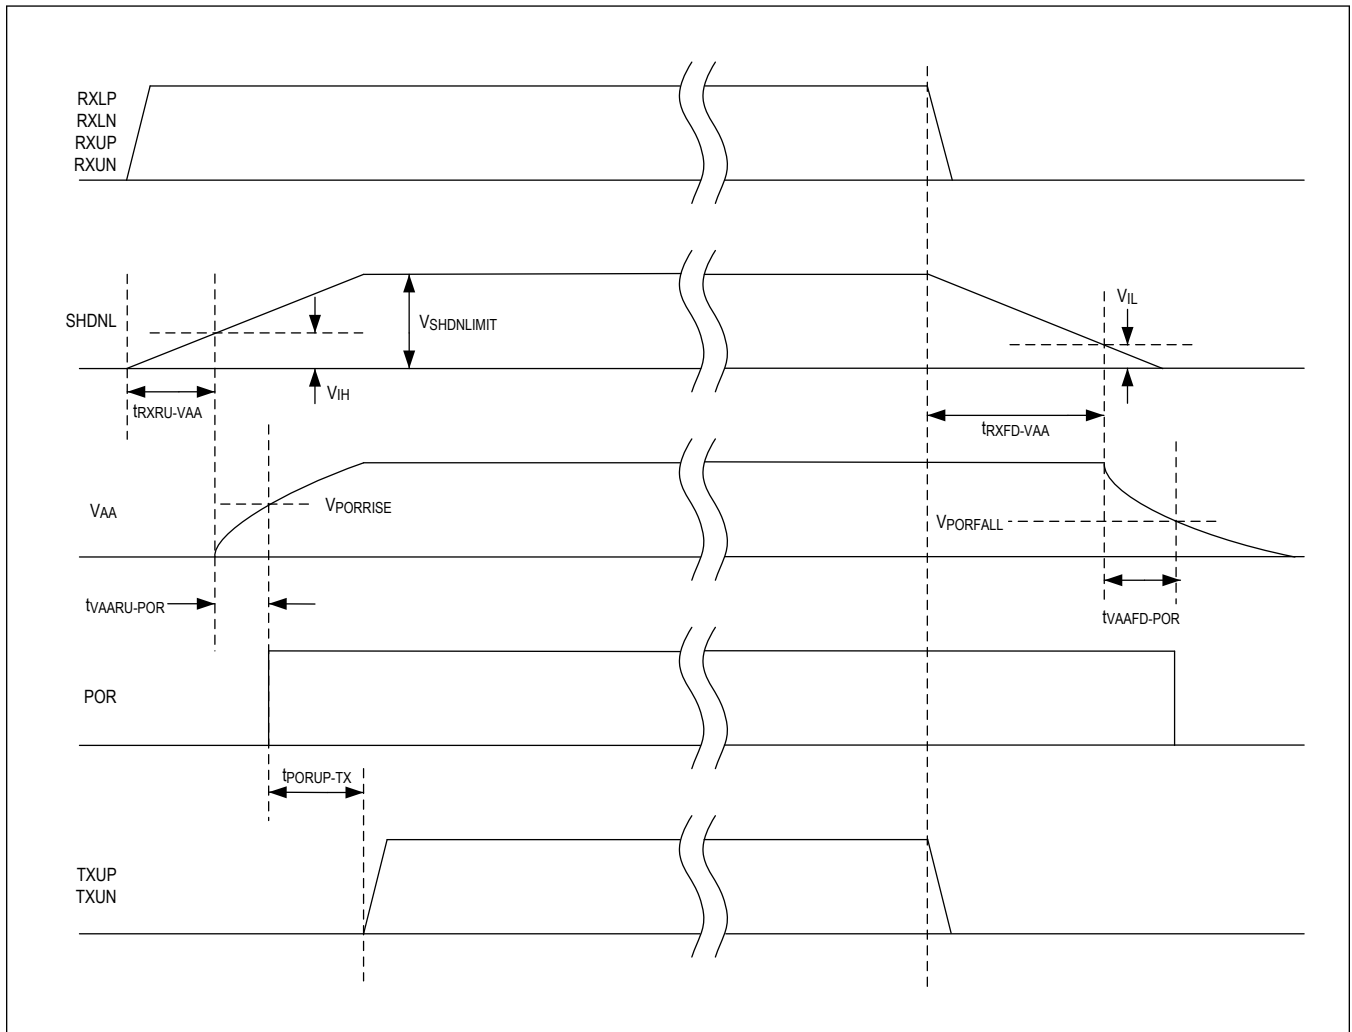 RXLP
RXLN
RXUP
RXUN
SHDNL
VSHDNLIMIT
VIL
VIH
tRXRU-VAA
tRXFD-VAA
VAA
VPORRISE
VPORFALL
tVAARU-POR
tVAAFD-POR
POR
tPORUP-TX
TXUP
TXUN